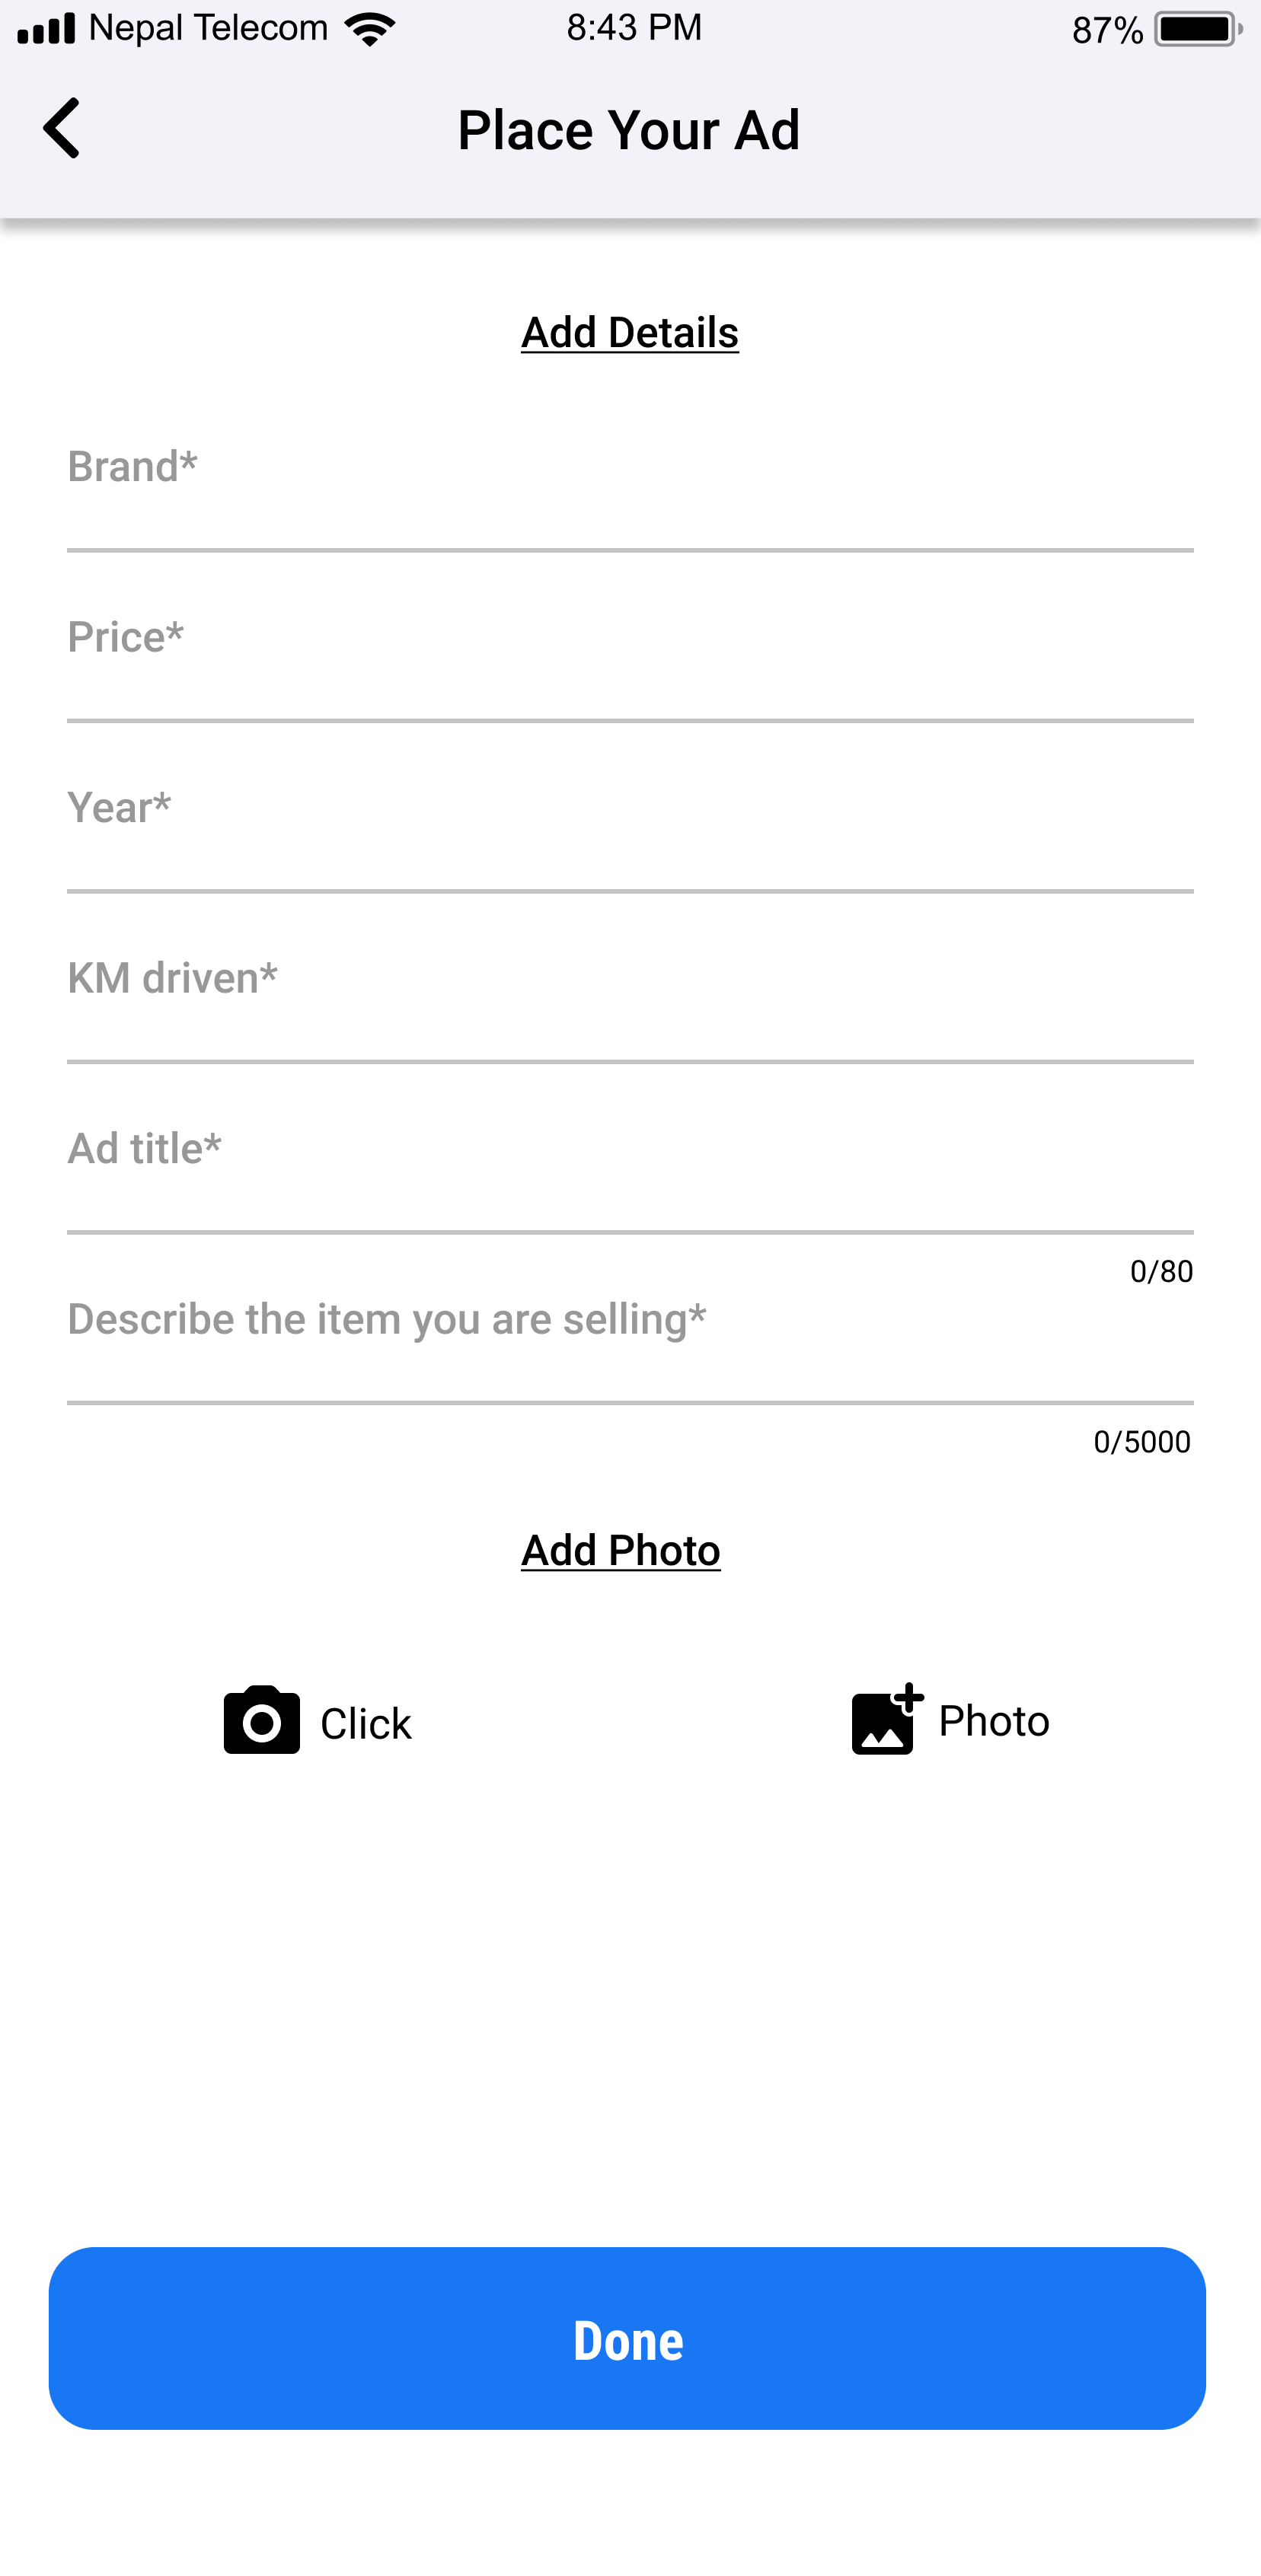 Nepal Telecom 8:43 PM 87%
Place Your Ad
Add Details
Brand*
Price*
Year*
KM driven*
Ad title*
0/80
Describe the item you are selling*
0/5000
Add Photo
Click Photo
Done